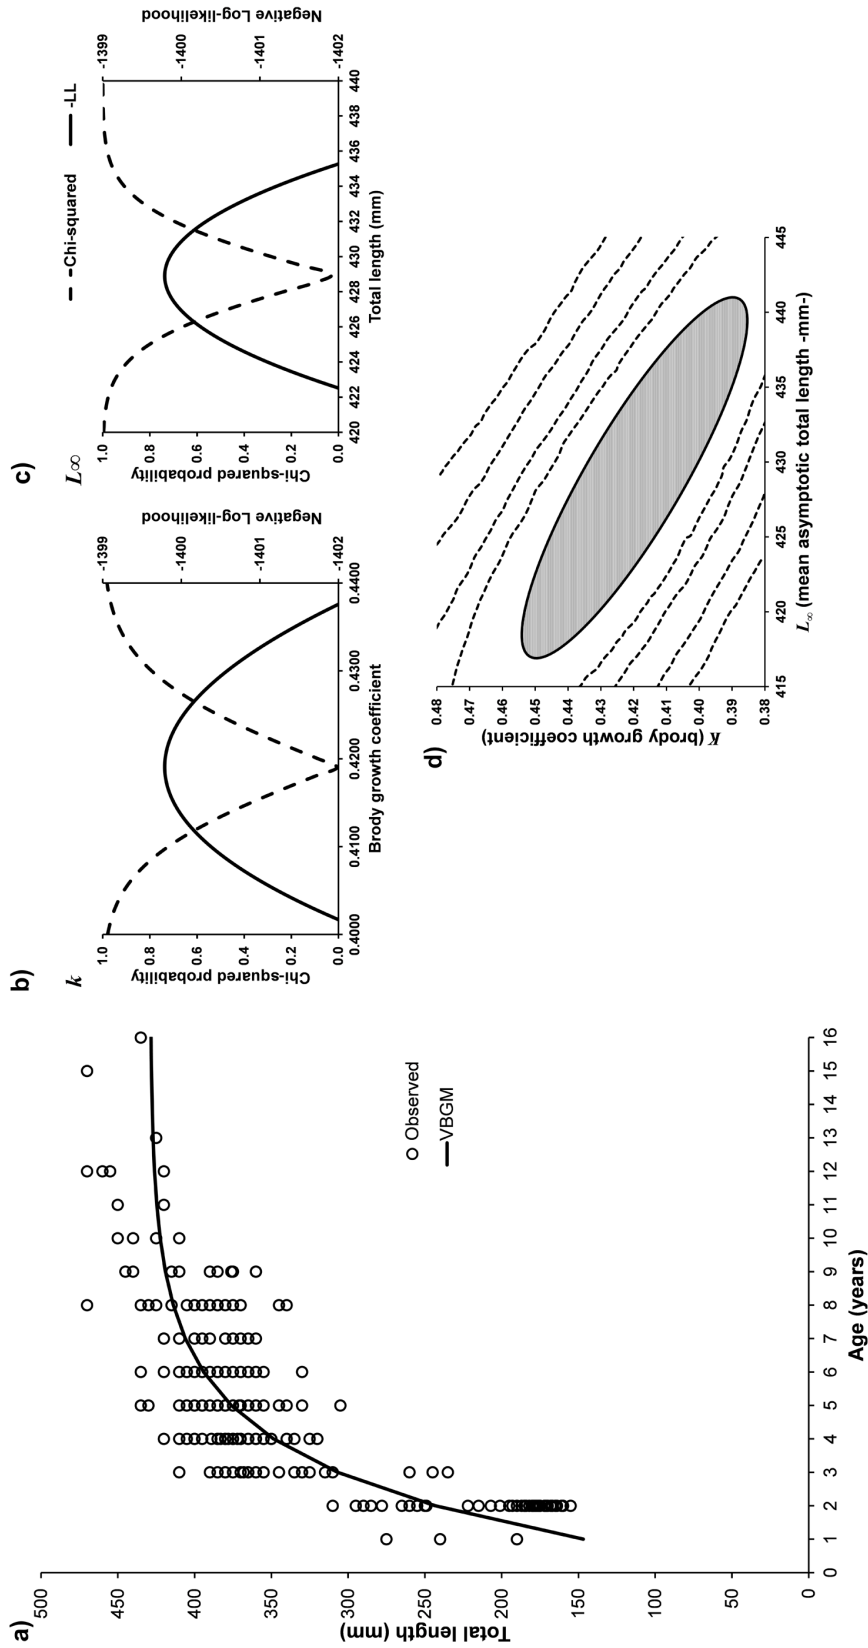 a)
Total length (mm)
500
450
400
350
300
250
200
150
100
50
0
0 1 2 3 4 5 6 7 8 9 10 11 12 13 14 15 16
Age (years)
Observed
VBGM
b)
k
Chi-squared probability
1.0
0.8
0.6
0.4
0.2
0.0
0.4000 0.4100 0.4200 0.4300 0.4400
Brody growth coefficient
-1399
-1400
-1401
-1402
Negative Log-likelihood
c)
L∞
Chi-squared
-LL
Chi-squared probability
1.0
0.8
0.6
0.4
0.2
0.0
420 422 424 426 428 430 432 434 436 438 440
Total length (mm)
-1399
-1400
-1401
-1402
Negative Log-likelihood
d)
K (brody growth coefficient)
0.48
0.47
0.46
0.45
0.44
0.43
0.42
0.41
0.40
0.39
0.38
415 420 425 430 435 440 445
L∞ (mean asymptotic total length -mm-)